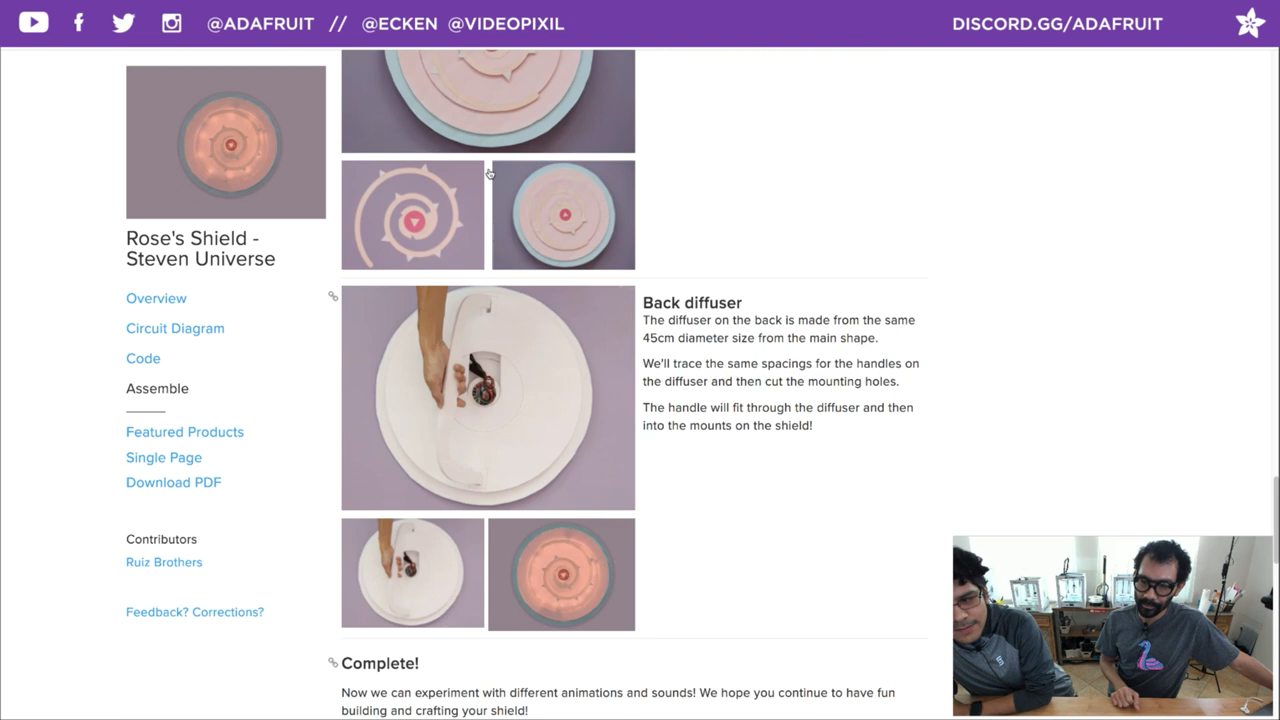 @ADAFRUIT // @ECKEN @VIDEOPIXIL
DISCORD.GG/ADAFRUIT
Rose's Shield -
Steven Universe
Overview
Circuit Diagram
Code
Assemble
Featured Products
Single Page
Download PDF
Contributors
Ruiz Brothers
Feedback? Corrections?
Back diffuser
The diffuser on the back is made from the same
45cm diameter size from the main shape.
We'll trace the same spacings for the handles on
the diffuser and then cut the mounting holes.
The handle will fit through the diffuser and then
into the mounts on the shield!
Complete!
Now we can experiment with different animations and sounds! We hope you continue to have fun
building and crafting your shield!